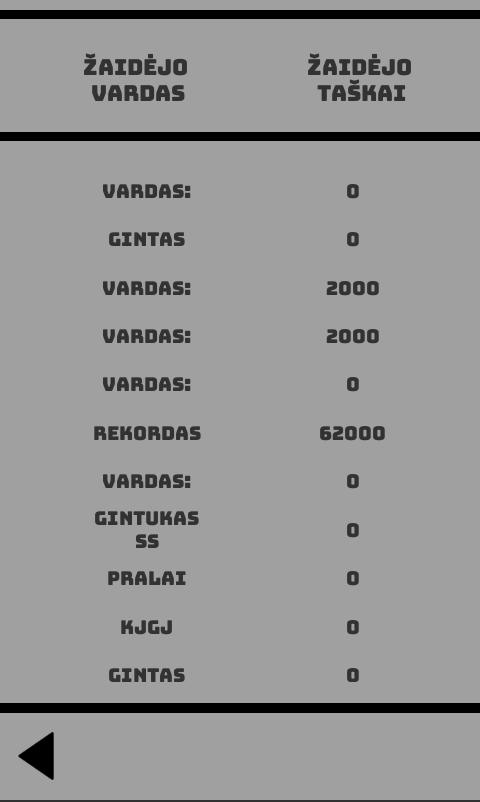 ŽAIDĖJO VARDAS ŽAIDĖJO TAŠKAI
VARDAS: 0
GINTAS 0
VARDAS: 2000
VARDAS: 2000
VARDAS: 0
REKORDAS 62000
VARDAS: 0
GINTUKAS
SS 0
PRALAI 0
KJGJ 0
GINTAS 0